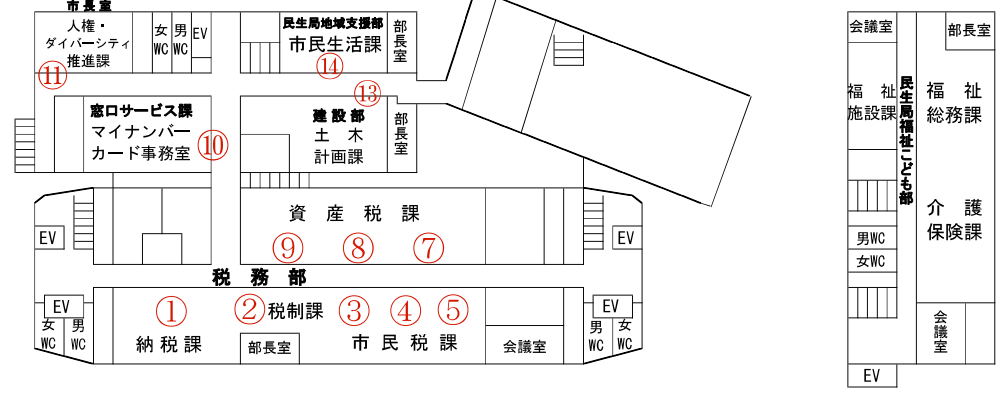 市長室
人権・
ダイバーシティ
推進課
⑪
女
WC
男
WC
EV
民生局地域支援部
市民生活課
⑭
部長室
⑬
窓口サービス課
マイナンバー
カード事務室
⑩
建設部
土木
計画課
部長室
資産税課
⑨
⑧
⑦
EV
EV
税務部
EV
女
WC
男
WC
①
納税課
②
税制課
部長室
③
④
⑤
市民税課
会議室
EV
男
WC
女
WC
会議室
部長室
福祉
施設課
民生局福祉こども部
福祉
総務課
介護
保険課
男WC
女WC
会議室
EV